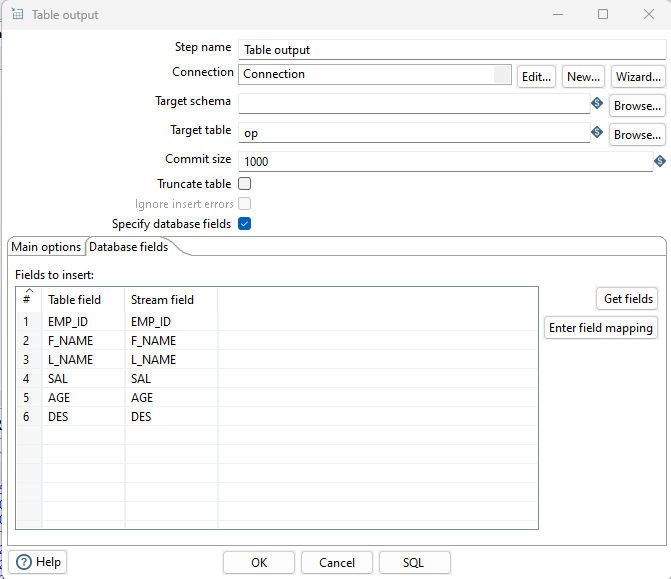 Table output
Step name Table output
Connection Connection Edit... New... Wizard...
Target schema Browse...
Target table op Browse...
Commit size 1000
Truncate table
Ignore insert errors
Specify database fields
Main options Database fields
Fields to insert:
# Table field Stream field
1 EMP_ID EMP_ID
2 F_NAME F_NAME
3 L_NAME L_NAME
4 SAL SAL
5 AGE AGE
6 DES DES
Get fields
Enter field mapping
Help OK Cancel SQL